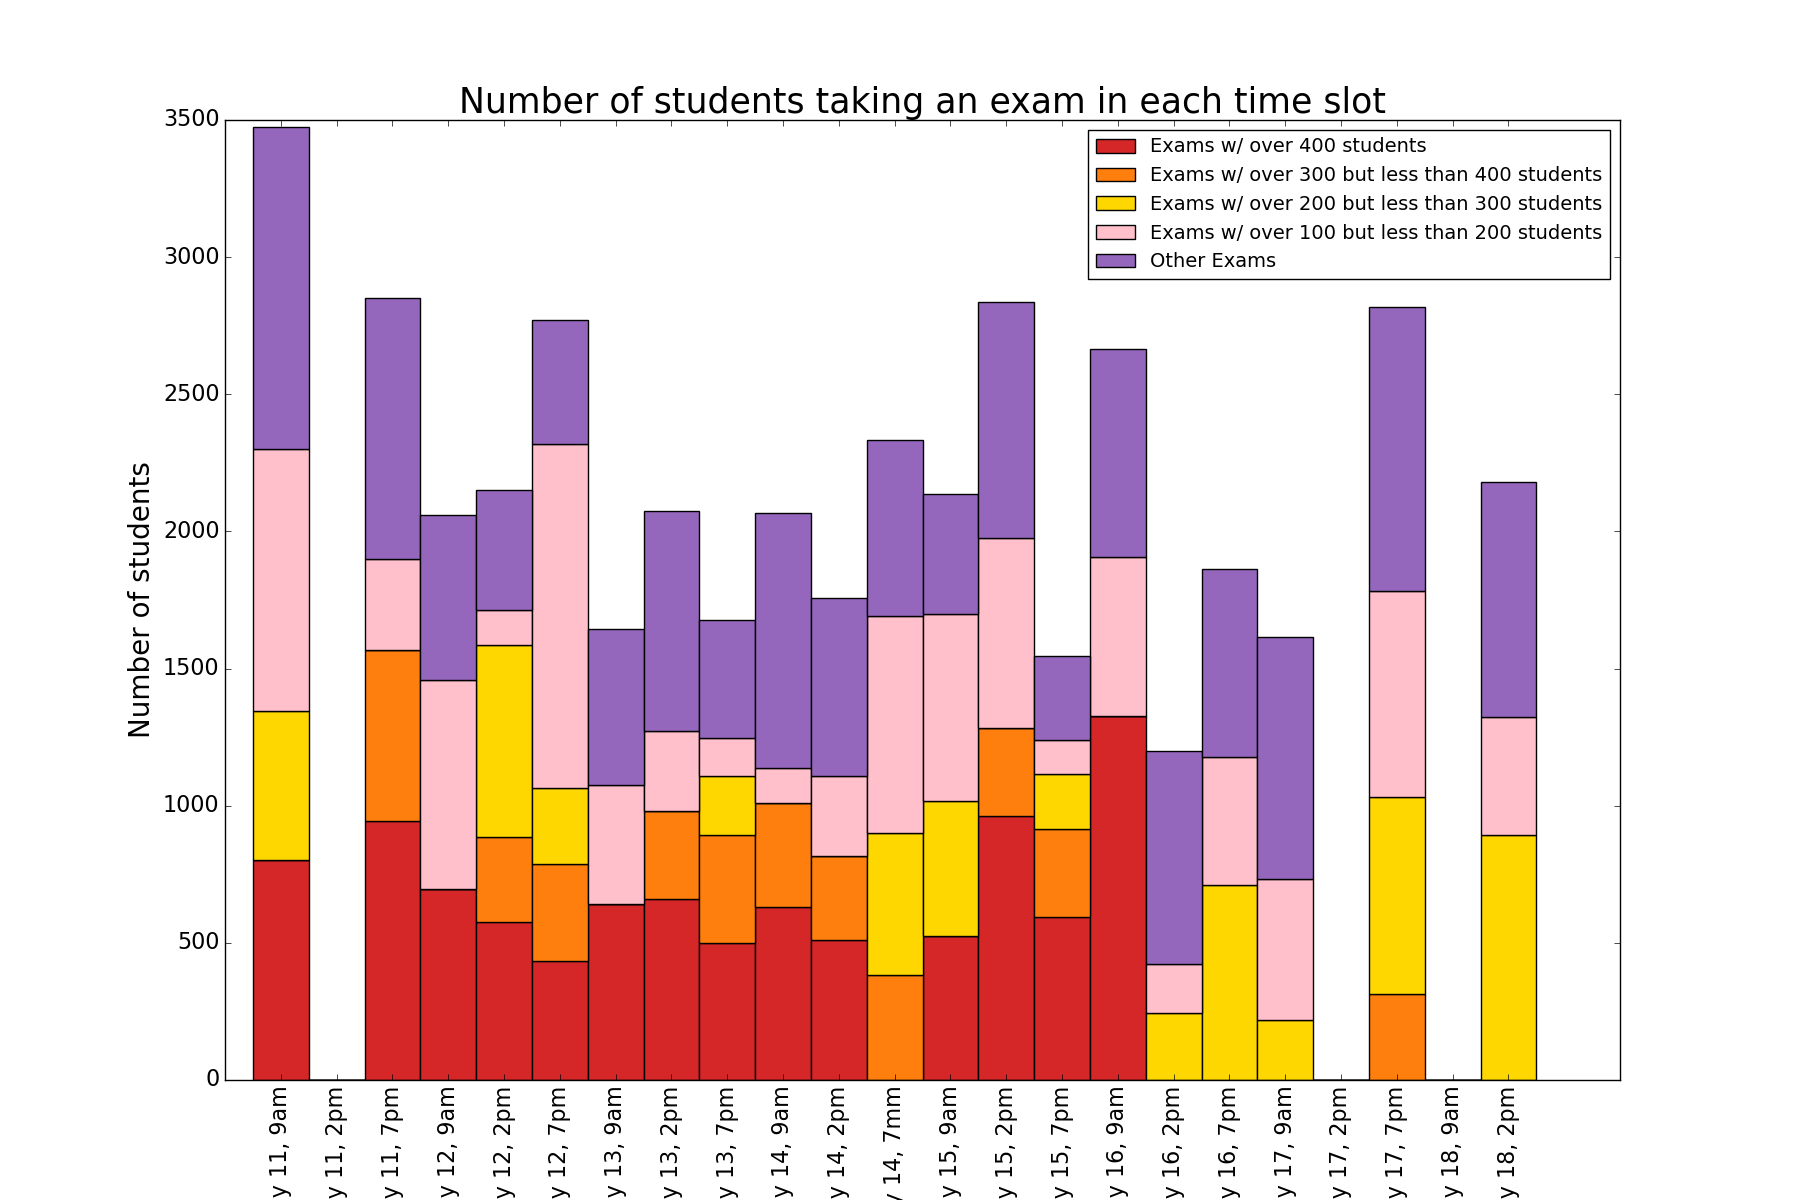 Number of students taking an exam in each time slot
Exams w/ over 400 students
Exams w/ over 300 but less than 400 students
Exams w/ over 200 but less than 300 students
Exams w/ over 100 but less than 200 students
Other Exams
Number of students
3500
3000
2500
2000
1500
1000
500
0
y 11, 9am
y 11, 2pm
y 11, 7pm
y 12, 9am
y 12, 2pm
y 12, 7pm
y 13, 9am
y 13, 2pm
y 13, 7pm
y 14, 9am
y 14, 2pm
y 14, 7mm
y 15, 9am
y 15, 2pm
y 15, 7pm
y 16, 9am
y 16, 2pm
y 16, 7pm
y 17, 9am
y 17, 2pm
y 17, 7pm
y 18, 9am
y 18, 2pm